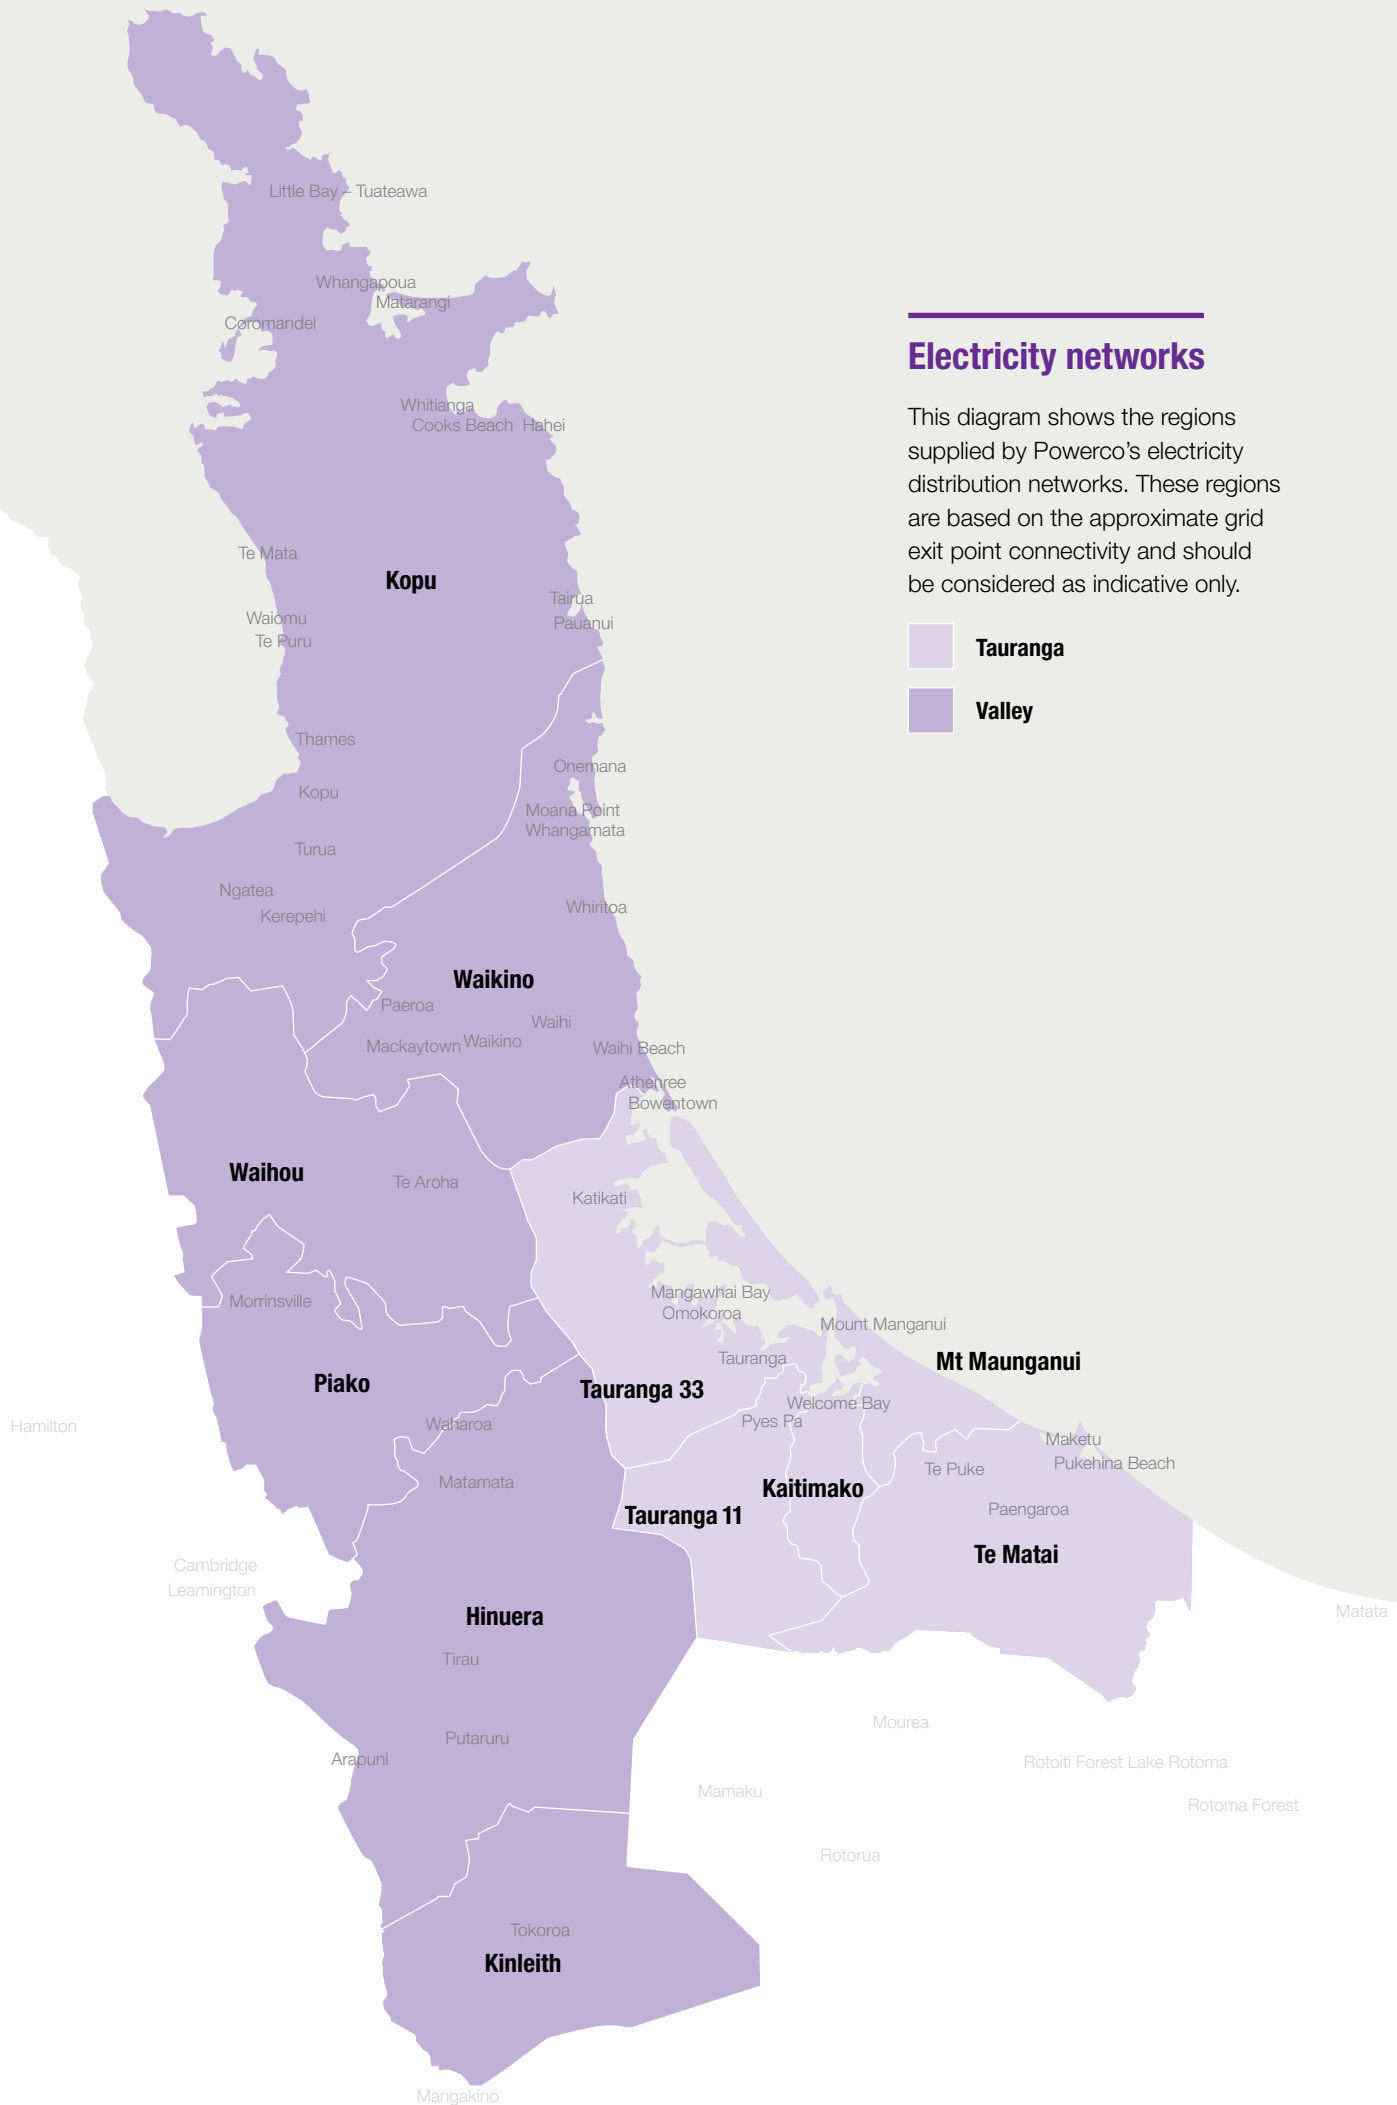 Little Bay – Tuateawa
Whangapoua
Matarangi
Coromandel
Electricity networks
This diagram shows the regions
supplied by Powerco's electricity
distribution networks. These regions
are based on the approximate grid
exit point connectivity and should
be considered as indicative only.
Tauranga
Valley
Whitianga
Cooks Beach Hahei
Te Mata
Kopu
Tairua
Waiomu
Pauanui
Te Puru
Thames
Onemana
Kopu
Moana Point
Whangamata
Turua
Ngatea
Whiritoa
Kerepehi
Waikino
Paeroa
Waihi
Mackaytown Waikino
Waihi Beach
Athenree
Bowentown
Waihou
Te Aroha
Katikati
Mangawhai Bay
Morrinsville
Omokoroa
Mount Manganui
Tauranga
Mt Maunganui
Piako
Tauranga 33
Welcome Bay
Hamilton
Waharoa
Pyes Pa
Maketu
Pukehina Beach
Te Puke
Matamata
Kaitimako
Paengaroa
Tauranga 11
Te Matai
Cambridge
Leamington
Hinuera
Matata
Tirau
Mourea
Putaruru
Arapuni
Rotoiti Forest Lake Rotoma
Mamaku
Rotoma Forest
Rotorua
Tokoroa
Kinleith
Mangakino